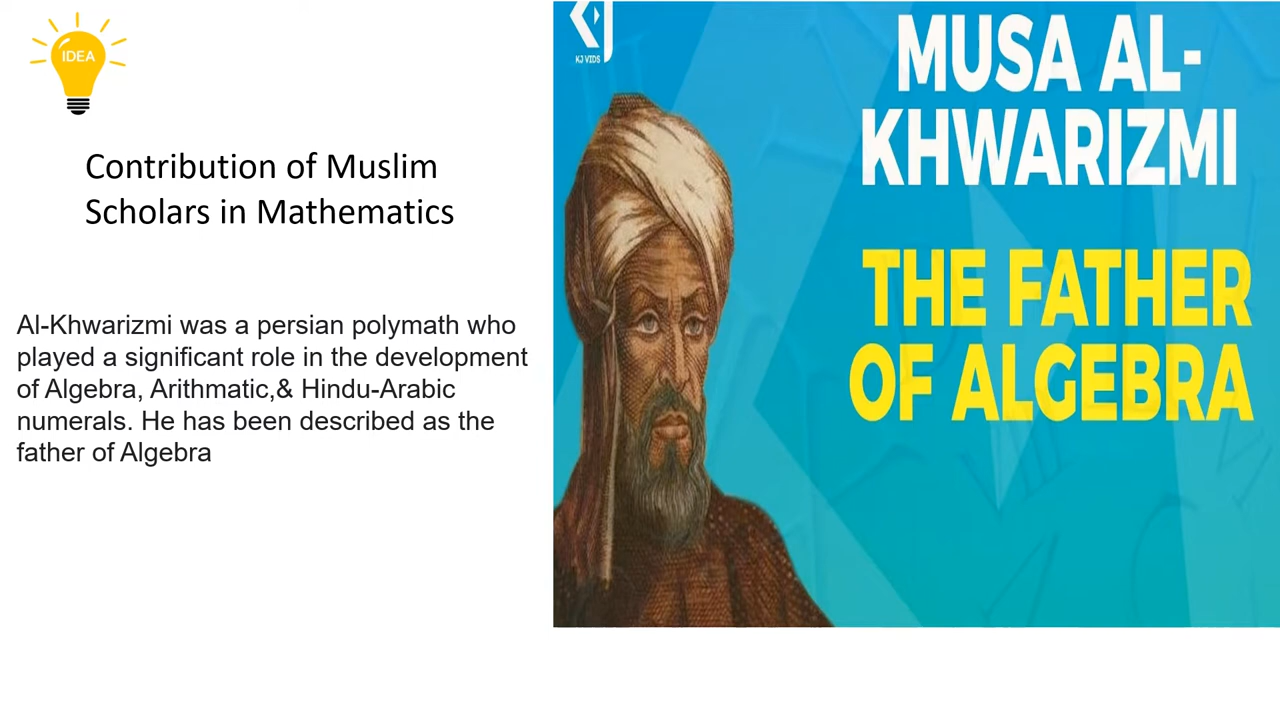 IDEA
Contribution of Muslim
Scholars in Mathematics
Al-Khwarizmi was a persian polymath who
played a significant role in the development
of Algebra, Arithmatic,& Hindu-Arabic
numerals. He has been described as the
father of Algebra
KJ VIDS
MUSA AL-
KHWARIZMI
THE FATHER
OF ALGEBRA